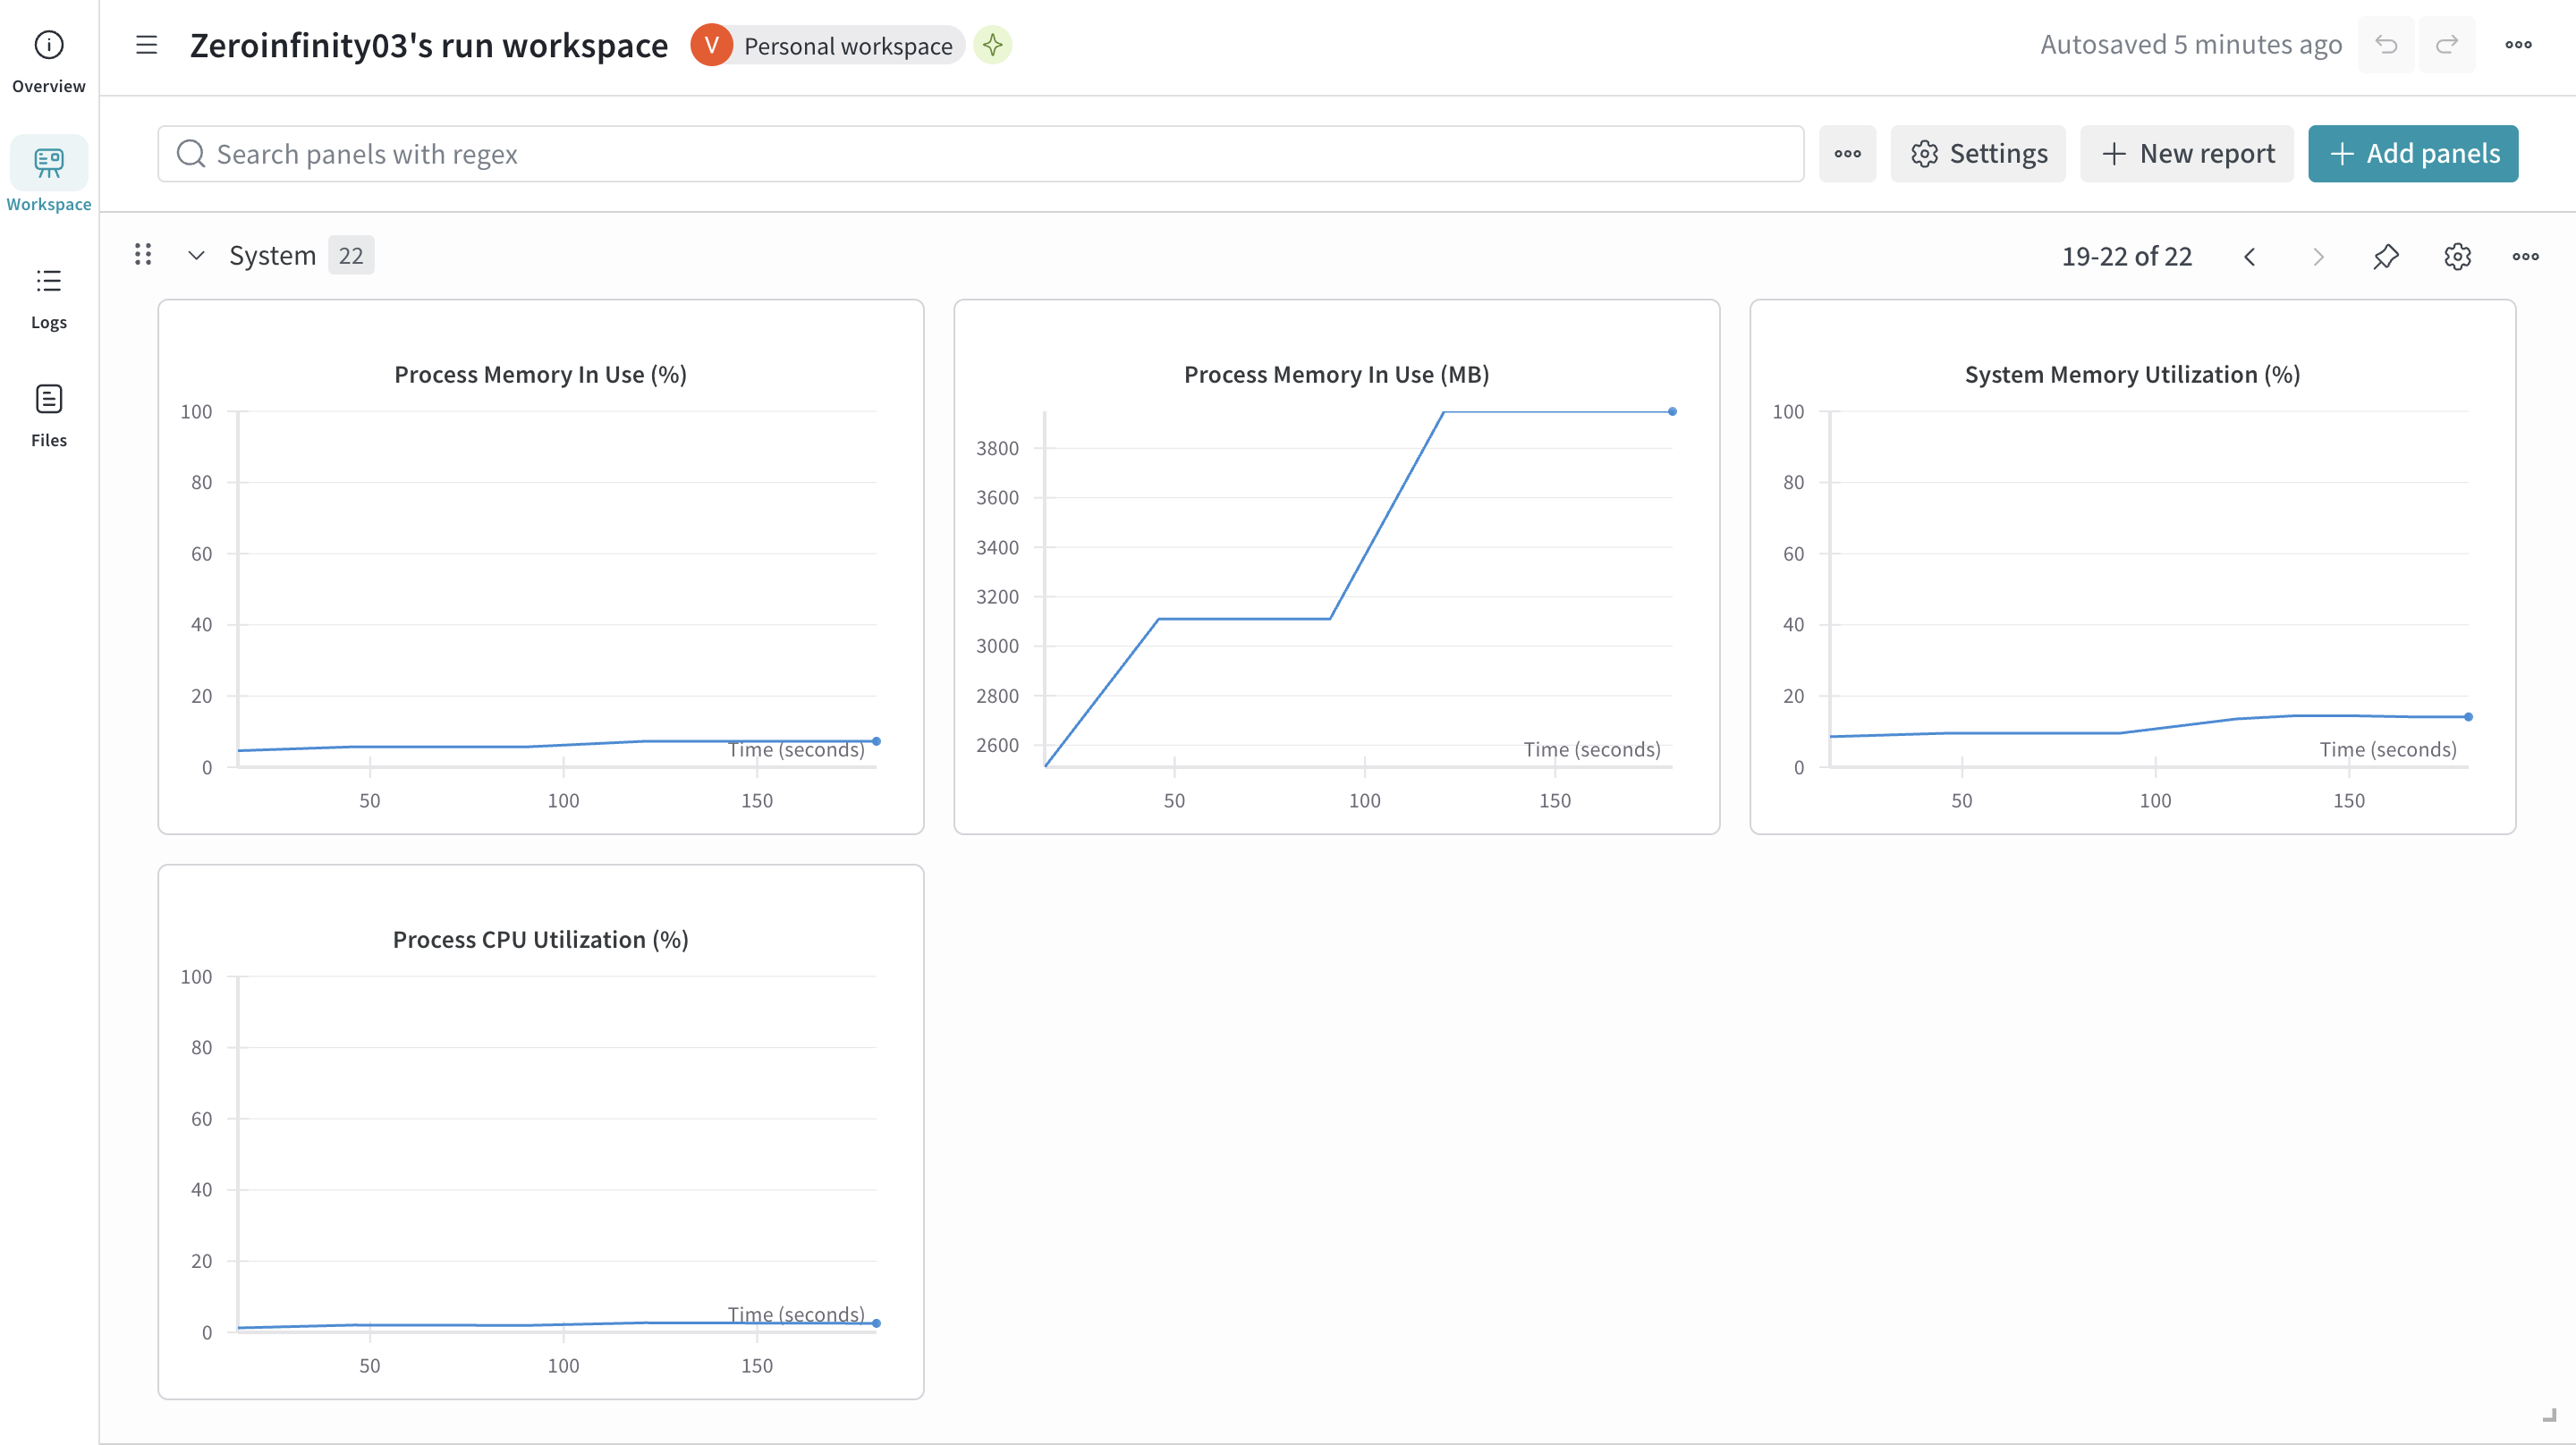 Overview
Workspace
Logs
Files
Zeroinfinity03's run workspace
V
Personal workspace
Autosaved 5 minutes ago
Search panels with regex
Settings
New report
Add panels
System 22
19-22 of 22
Process Memory In Use (%)
100
80
60
40
20
0
Time (seconds)
50 100 150
Process Memory In Use (MB)
3800
3600
3400
3200
3000
2800
2600
Time (seconds)
50 100 150
System Memory Utilization (%)
100
80
60
40
20
0
Time (seconds)
50 100 150
Process CPU Utilization (%)
100
80
60
40
20
0
Time (seconds)
50 100 150